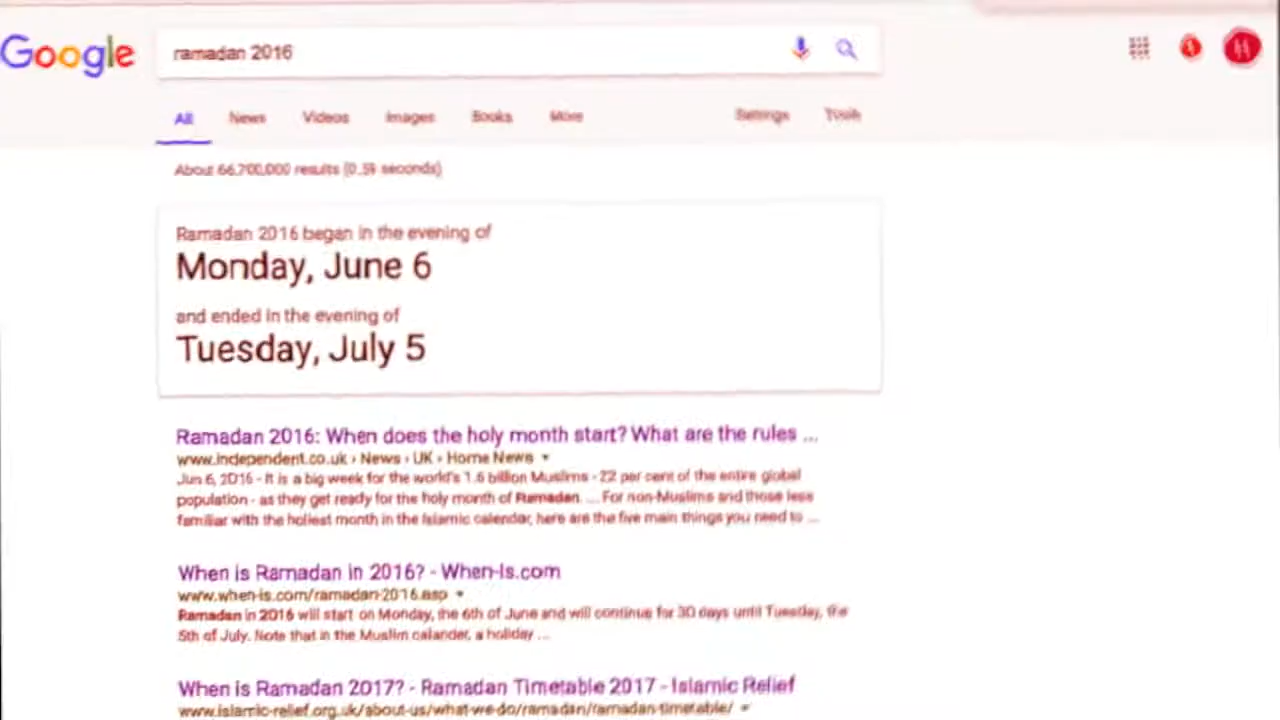 Google
ramadan 2016
All News Videos Images Books More Settings Tools
About 66,700,000 results (0.59 seconds)
Ramadan 2016 began in the evening of
Monday, June 6
and ended in the evening of
Tuesday, July 5
Ramadan 2016: When does the holy month start? What are the rules ...
www.independent.co.uk › News › UK › Home News
Jun 6, 2016 - It is a big week for the world's 1.6 billion Muslims - 22 per cent of the entire global
population - as they get ready for the holy month of Ramadan. ... For non-Muslims and those less
familiar with the holiest month in the Islamic calendar, here are the five main things you need to ...
When is Ramadan in 2016? - When-Is.com
www.when-is.com/ramadan-2016.asp
Ramadan in 2016 will start on Monday, the 6th of June and will continue for 30 days until Tuesday, the
5th of July. Note that in the Muslim calander, a holiday ...
When is Ramadan 2017? - Ramadan Timetable 2017 - Islamic Relief
www.islamic-relief.org.uk/about-us/what-we-do/ramadan/ramadan-timetable/